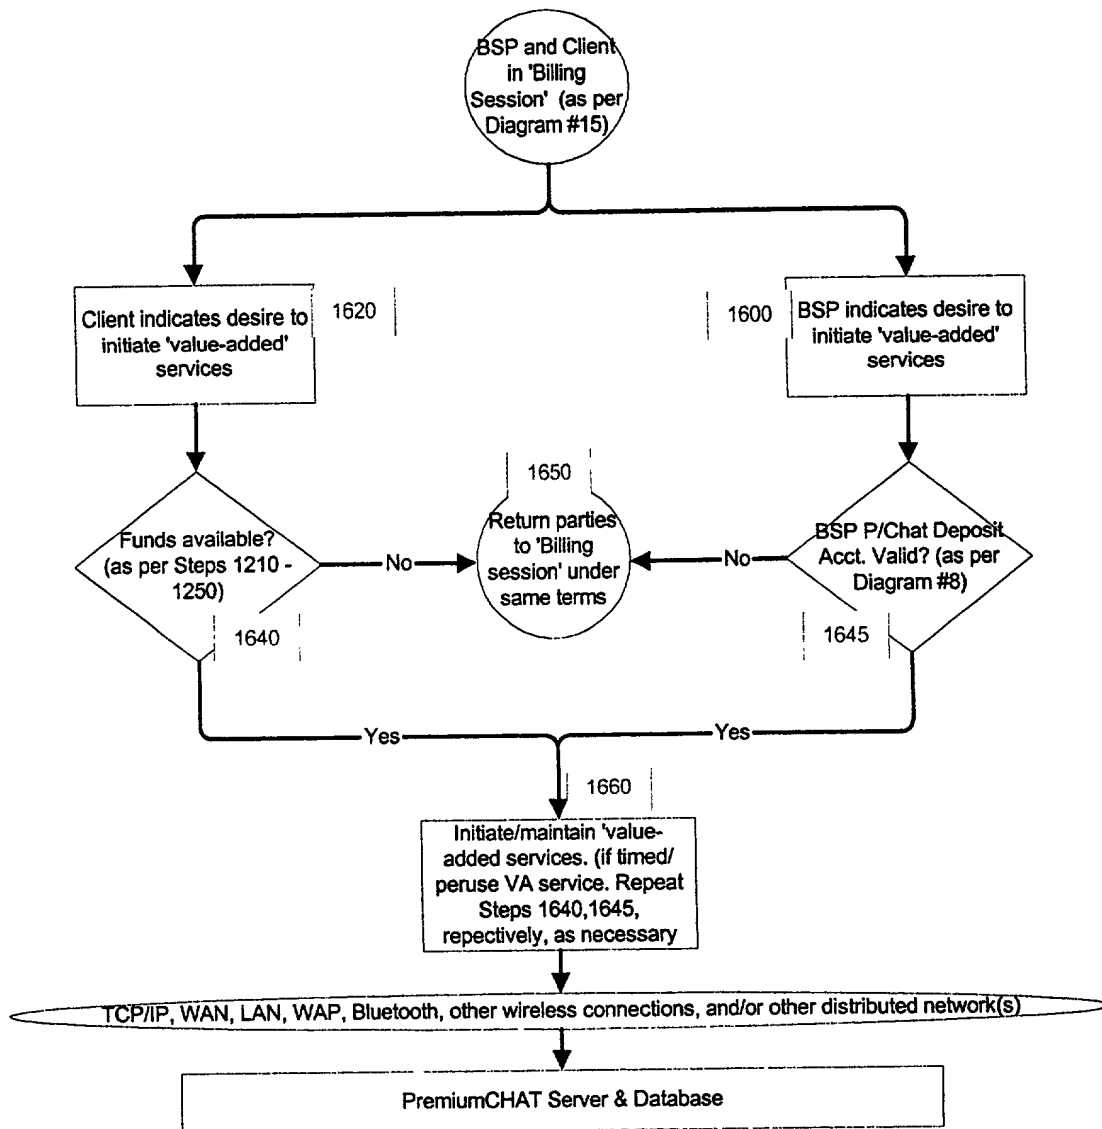 BSP and Client
in 'Billing
Session' (as per
Diagram #15)
Client indicates desire to
initiate 'value-added'
services
1620
1600
BSP indicates desire to
initiate 'value-added'
services
1650
Funds available?
(as per Steps 1210 -
1250)
1640
No
Return parties
to 'Billing
session' under
same terms
No
BSP P/Chat Deposit
Acct. Valid? (as per
Diagram #8)
1645
Yes
Yes
1660
Initiate/maintain 'value-
added services. (if timed/
peruse VA service. Repeat
Steps 1640,1645,
repectively, as necessary
TCP/IP, WAN, LAN, WAP, Bluetooth, other wireless connections, and/or other distributed network(s)
PremiumCHAT Server & Database